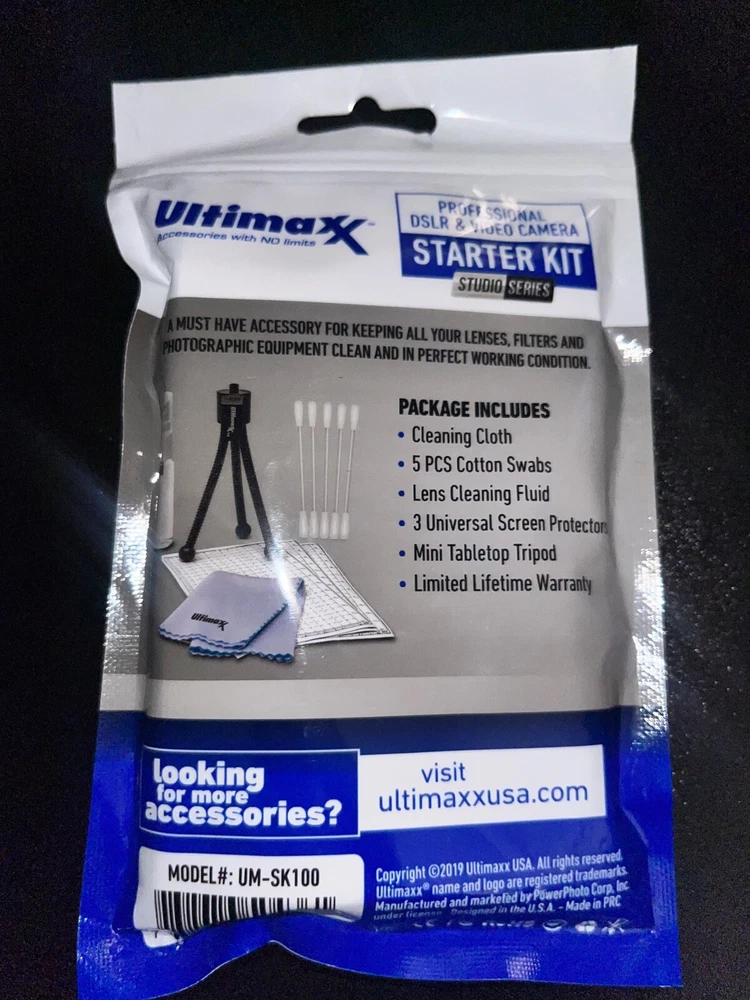 Ultimaxx™
Accessories with NO limits
PROFESSIONAL
DSLR & VIDEO CAMERA
STARTER KIT
STUDIO SERIES
A MUST HAVE ACCESSORY FOR KEEPING ALL YOUR LENSES, FILTERS AND
PHOTOGRAPHIC EQUIPMENT CLEAN AND IN PERFECT WORKING CONDITION.
PACKAGE INCLUDES
• Cleaning Cloth
• 5 PCS Cotton Swabs
• Lens Cleaning Fluid
• 3 Universal Screen Protectors
• Mini Tabletop Tripod
• Limited Lifetime Warranty
Ultimaxx
Ultimaxx
looking
for more
accessories?
visit
ultimaxxusa.com
MODEL#: UM-SK100
Copyright ©2019 Ultimaxx USA. All rights reserved.
Ultimaxx® name and logo are registered trademarks.
Manufactured and marketed by PowerPhoto Corp, Inc
under license. Designed in the U.S.A. - Made in PRC